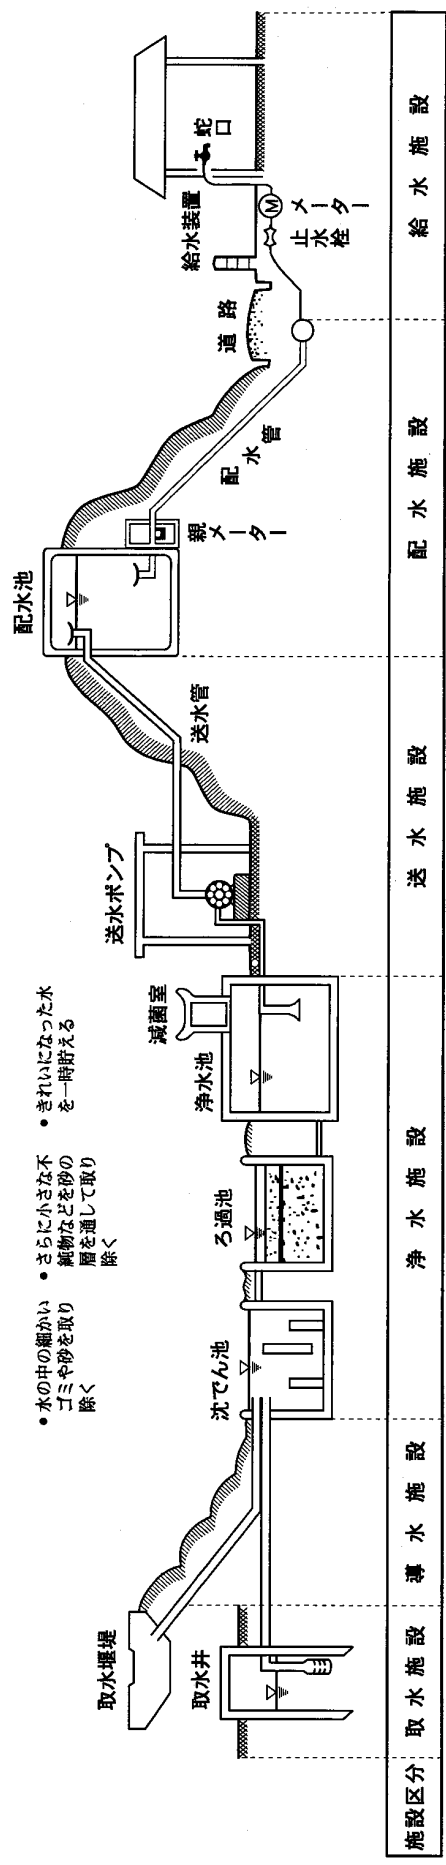 取水堰堤
取水井
• 水の中の細かい
ゴミや砂を取り
除く
• さらに小さな不
純物などを砂の
層を通して取り
除く
• きれいになった水
を一時貯える
沈でん池
ろ過池
浄水池
減菌室
送水ポンプ
送水管
配水池
親
メーター
配水管
道路
給水装置
止水栓
メーター
M
蛇口
施設区分
取水施設
導水施設
浄水施設
送水施設
配水施設
給水施設